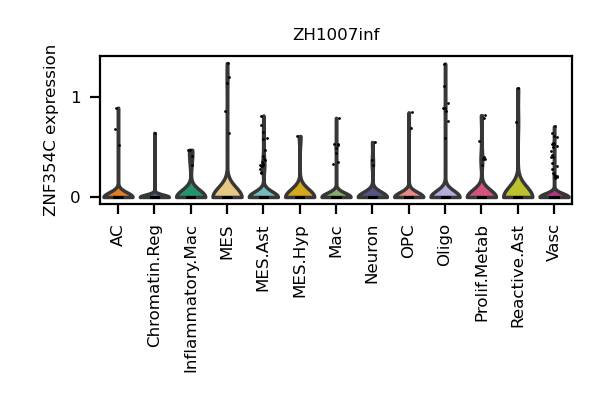 ZH1007inf
ZNF354C expression
1
0
AC
Chromatin.Reg
Inflammatory.Mac
MES
MES.Ast
MES.Hyp
Mac
Neuron
OPC
Oligo
Prolif.Metab
Reactive.Ast
Vasc